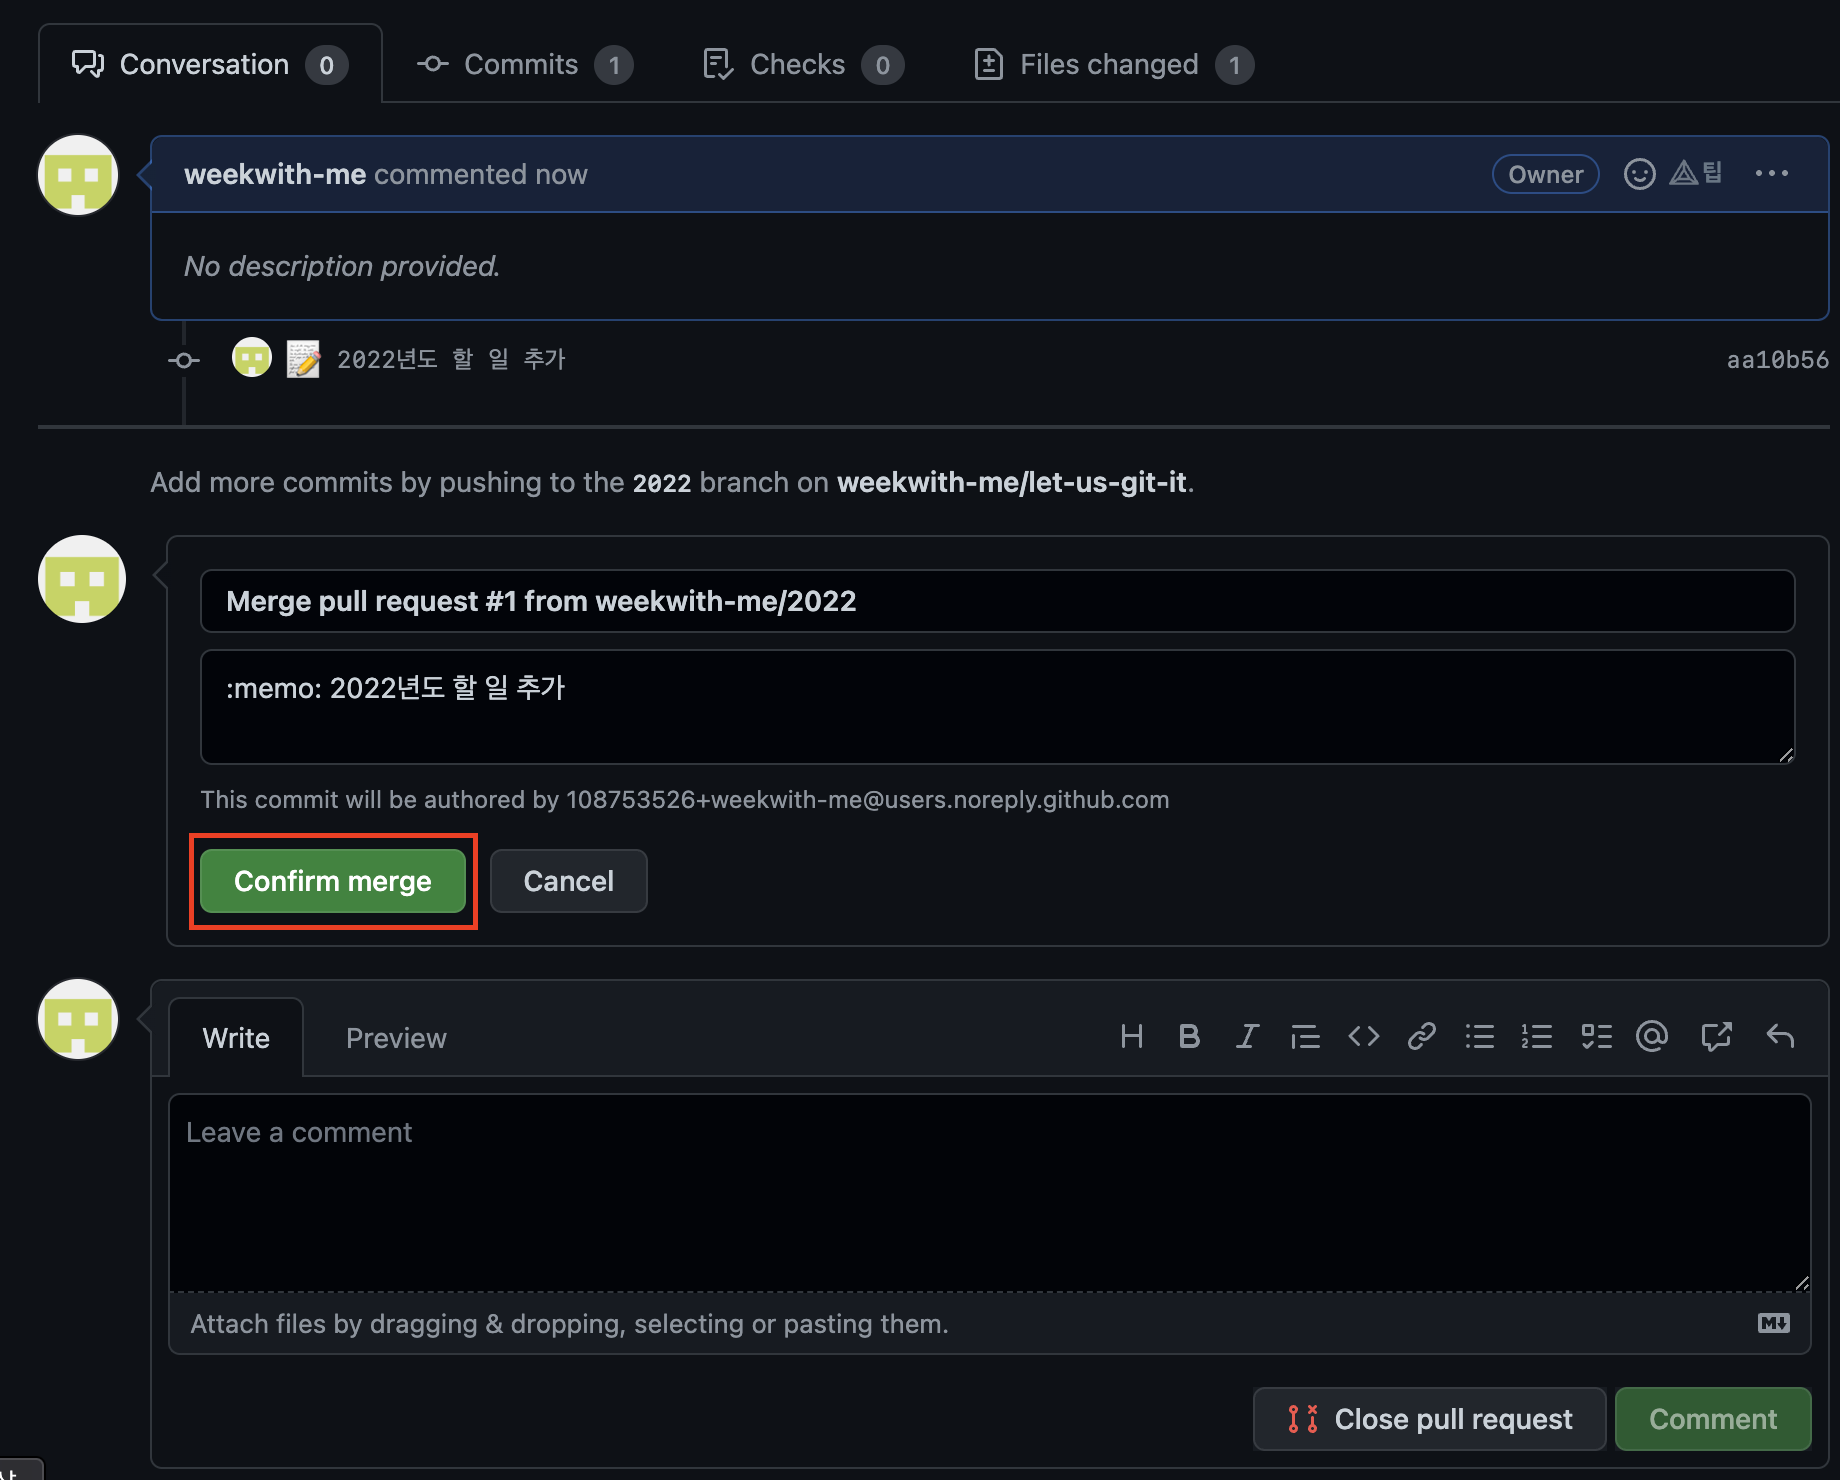 Conversation 0 Commits 1 Checks 0 Files changed 1
weekwith-me commented now Owner 팁
No description provided.
2022년도 할 일 추가 aa10b56
Add more commits by pushing to the 2022 branch on weekwith-me/let-us-git-it.
Merge pull request #1 from weekwith-me/2022
:memo: 2022년도 할 일 추가
This commit will be authored by 108753526+weekwith-me@users.noreply.github.com
Confirm merge Cancel
Write Preview
Leave a comment
Attach files by dragging & dropping, selecting or pasting them.
Close pull request Comment